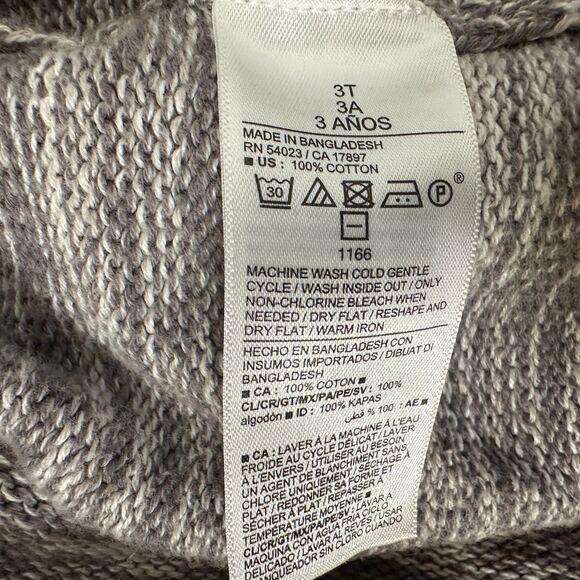 3T
3A
3 AÑOS
MADE IN BANGLADESH
RN 54023 / CA 17897
■ US : 100% COTTON
30 P ®
1166
MACHINE WASH COLD GENTLE
CYCLE / WASH INSIDE OUT / ONLY
NON-CHLORINE BLEACH WHEN
NEEDED / DRY FLAT / RESHAPE AND
DRY FLAT / WARM IRON
HECHO EN BANGLADESH CON
INSUMOS IMPORTADOS / DIBUAT DI
BANGLADESH
■ CA : 100% COTON ■
CL/CR/GT/MX/PA/PE/SV : 100%
algodón ■ ID : 100% KAPAS ■ AE : 100 % قطن
■ CA : LAVER À LA MACHINE À L'EAU
FROIDE AU CYCLE DÉLICAT / LAVER
À L'ENVERS / UTILISER AU BESOIN
UN AGENT DE BLANCHIMENT SANS
CHLORE UNIQUEMENT / SÉCHAGE À
PLAT / REDONNER SA FORME ET
SÉCHER À PLAT / REPASSER À
TEMPÉRATURE MOYENNE ■
CL/CR/GT/MX/PA/PE/SV : LAVAR A
MAQUINA CON AGUA FRIA CICLO
DELICADO / LAVAR AL REVES / USAR
BLANQUEADOR SIN CLORO CUANDO